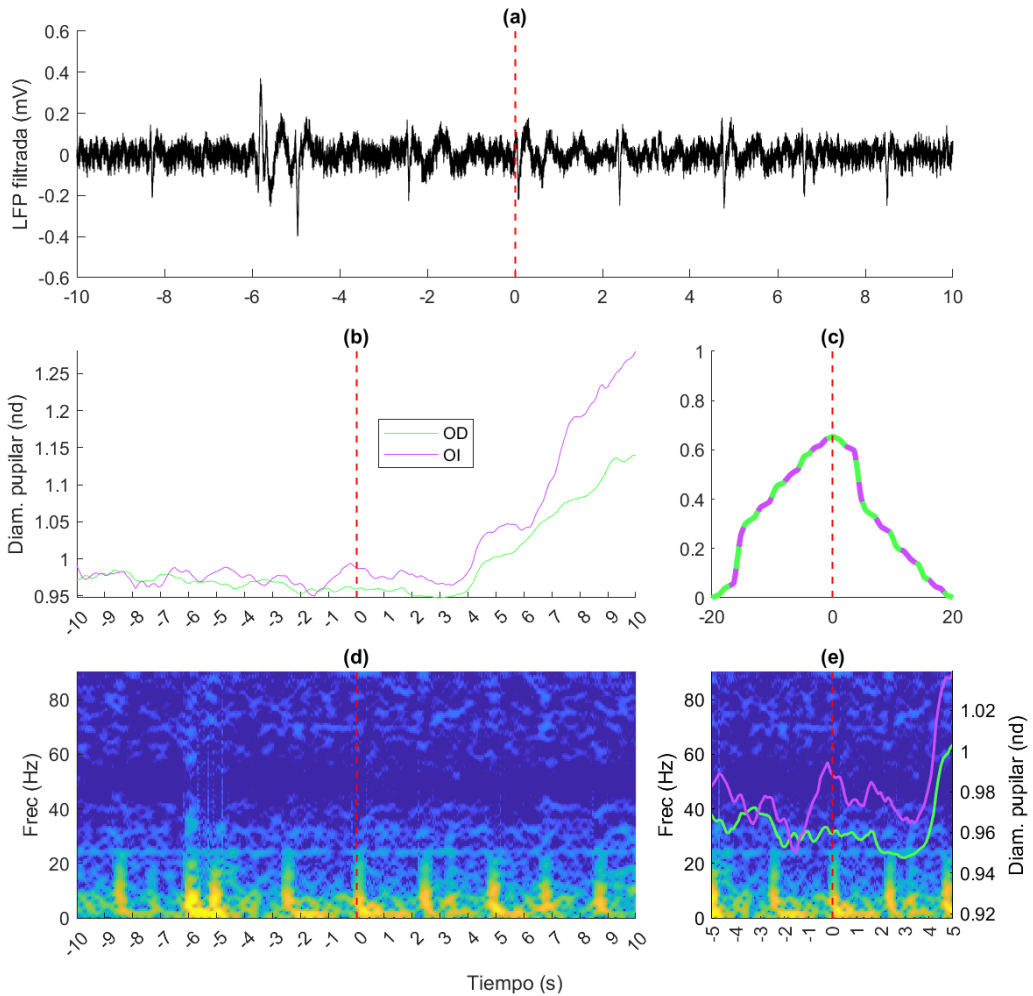 (a)
LFP filtrada (mV)
0.6
0.4
0.2
0
-0.2
-0.4
-0.6
-10 -8 -6 -4 -2 0 2 4 6 8 10
(b)
Diam. pupilar (nd)
1.25
1.2
1.15
1.1
1.05
1
0.95
OD
OI
-10 -9 -8 -7 -6 -5 -4 -3 -2 -1 0 1 2 3 4 5 6 7 8 9 10
(c)
1
0.8
0.6
0.4
0.2
0
-20 0 20
(d)
Frec (Hz)
80
60
40
20
0
-10 -9 -8 -7 -6 -5 -4 -3 -2 -1 0 1 2 3 4 5 6 7 8 9 10
(e)
Frec (Hz)
80
60
40
20
0
-5 -4 -3 -2 -1 0 1 2 3 4 5
1.02
1
0.98
0.96
0.94
0.92
Diam. pupilar (nd)
Tiempo (s)